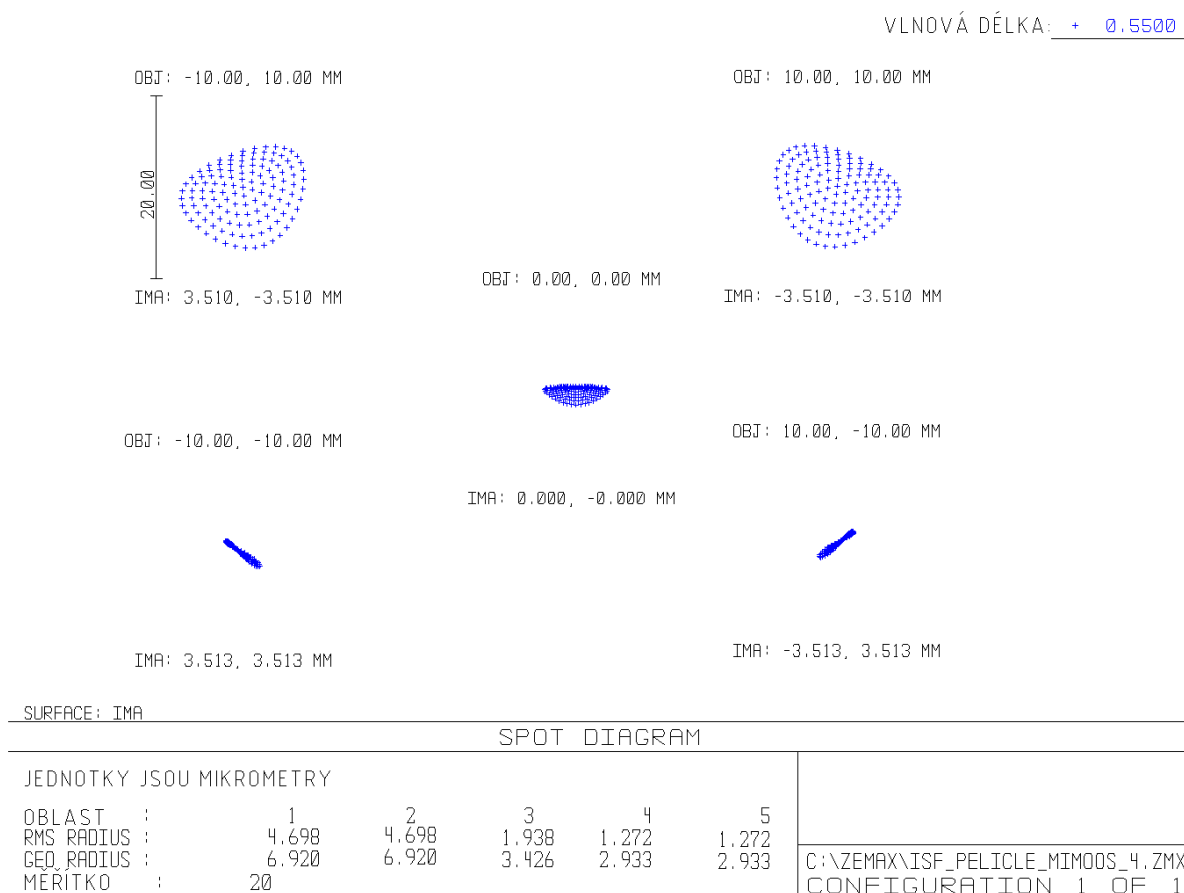 VLNOVÁ DÉLKA: + 0.5500
OBJ: -10.00, 10.00 MM
OBJ: 10.00, 10.00 MM
20.00
OBJ: 0.00, 0.00 MM
IMA: 3.510, -3.510 MM
IMA: -3.510, -3.510 MM
OBJ: -10.00, -10.00 MM
OBJ: 10.00, -10.00 MM
IMA: 0.000, -0.000 MM
IMA: 3.513, 3.513 MM
IMA: -3.513, 3.513 MM
SURFACE: IMA
SPOT DIAGRAM
JEDNOTKY JSOU MIKROMETRY
OBLAST : 1 2 3 4 5
RMS RADIUS : 4.698 4.698 1.938 1.272 1.272
GEO RADIUS : 6.920 6.920 3.426 2.933 2.933
MĚŘÍTKO : 20
C:\ZEMAX\ISF_PELICLE_MIMOOS_4.ZMX
CONFIGURATION 1 OF 1